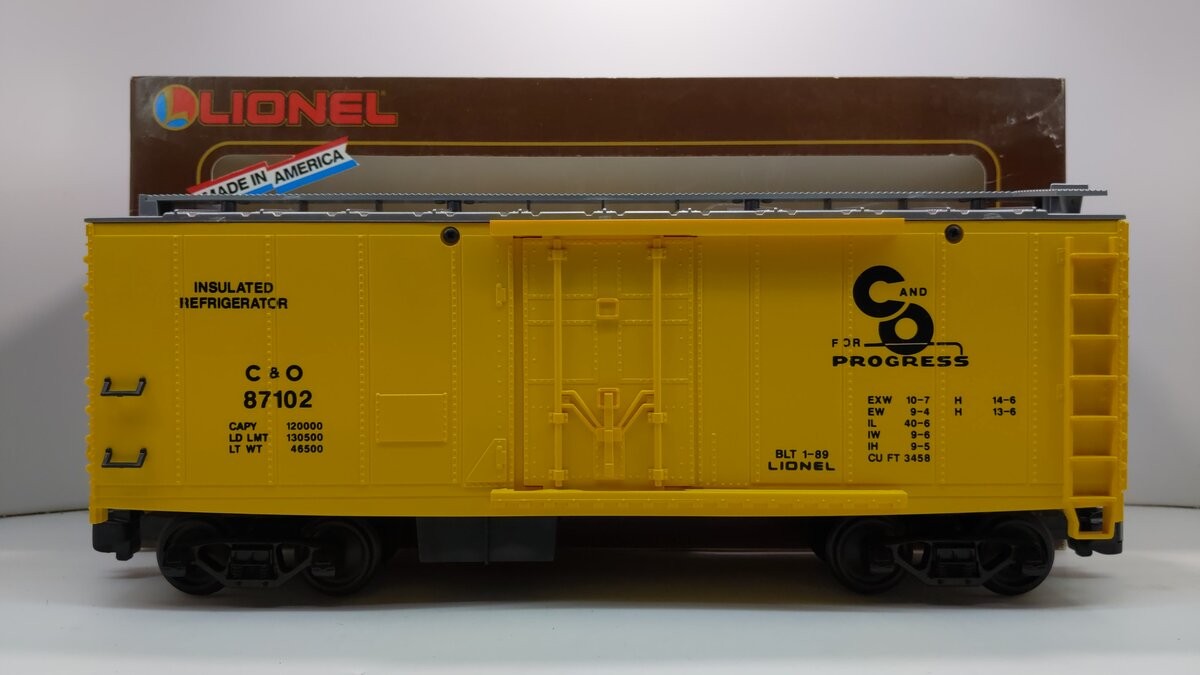 LIONEL
MADE IN AMERICA
INSULATED
REFRIGERATOR
C & O
87102
CAPY 120000
LD LMT 130500
LT WT 46500
C AND
O
FOR
PROGRESS
EXW 10-7 H 14-6
EW 9-4 H 13-6
IL 40-6
IW 9-6
IH 9-5
CU FT 3458
BLT 1-89
LIONEL